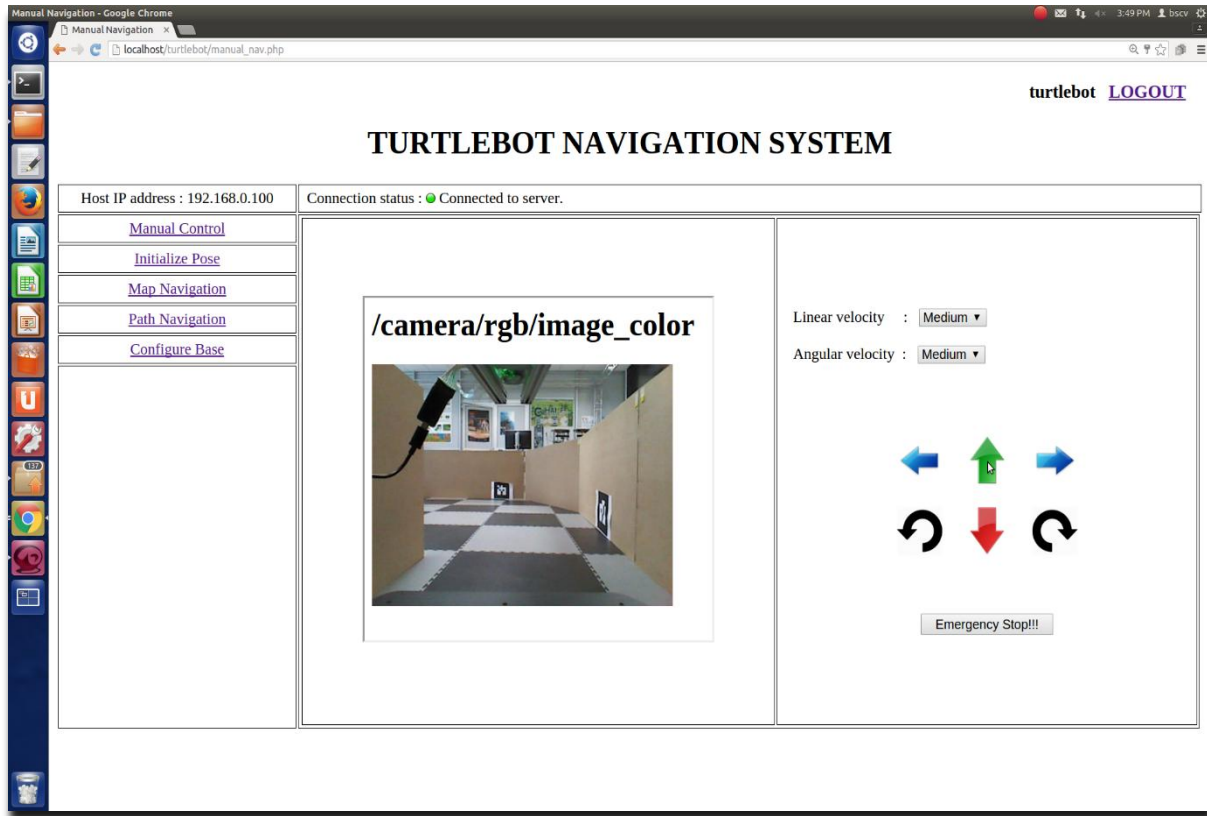 Manual Navigation - Google Chrome
3:49 PM bscv
Manual Navigation ×
localhost/turtlebot/manual_nav.php
turtlebot LOGOUT
TURTLEBOT NAVIGATION SYSTEM
Host IP address : 192.168.0.100
Connection status : Connected to server.
Manual Control
Initialize Pose
Map Navigation
Path Navigation
Configure Base
/camera/rgb/image_color
Linear velocity : Medium
Angular velocity : Medium
Emergency Stop!!!
137